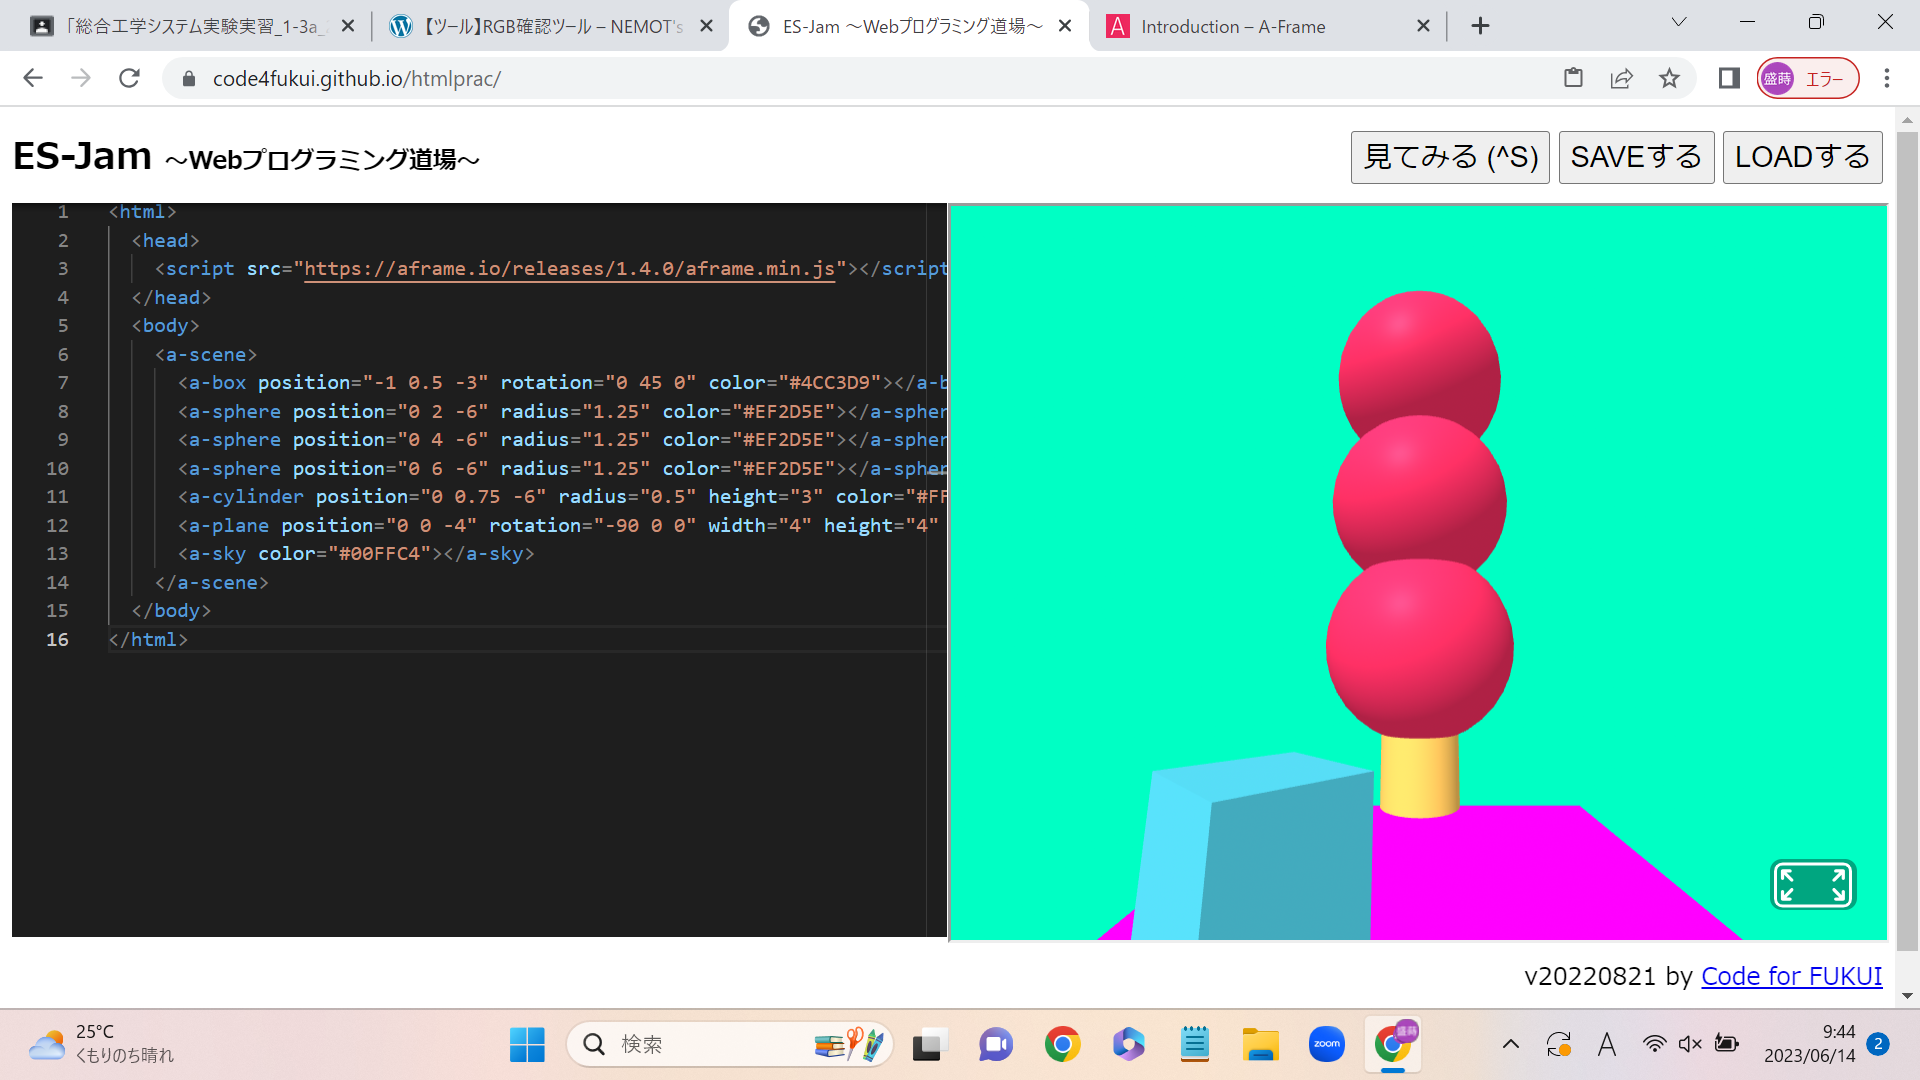 「総合工学システム実験実習_1-3a_
【ツール】RGB確認ツール – NEMOT's
ES-Jam ～Webプログラミング道場～
Introduction – A-Frame
code4fukui.github.io/htmlprac/
盛蒔 エラー
ES-Jam ～Webプログラミング道場～
見てみる (^S) SAVEする LOADする
1 <html>
2 <head>
3 <script src="https://aframe.io/releases/1.4.0/aframe.min.js"></script
4 </head>
5 <body>
6 <a-scene>
7 <a-box position="-1 0.5 -3" rotation="0 45 0" color="#4CC3D9"></a-b
8 <a-sphere position="0 2 -6" radius="1.25" color="#EF2D5E"></a-spher
9 <a-sphere position="0 4 -6" radius="1.25" color="#EF2D5E"></a-spher
10 <a-sphere position="0 6 -6" radius="1.25" color="#EF2D5E"></a-spher
11 <a-cylinder position="0 0.75 -6" radius="0.5" height="3" color="#FF
12 <a-plane position="0 0 -4" rotation="-90 0 0" width="4" height="4"
13 <a-sky color="#00FFC4"></a-sky>
14 </a-scene>
15 </body>
16 </html>
v20220821 by Code for FUKUI
25°C
くもりのち晴れ
検索
zoom
盛蒔
A
9:44
2023/06/14
2